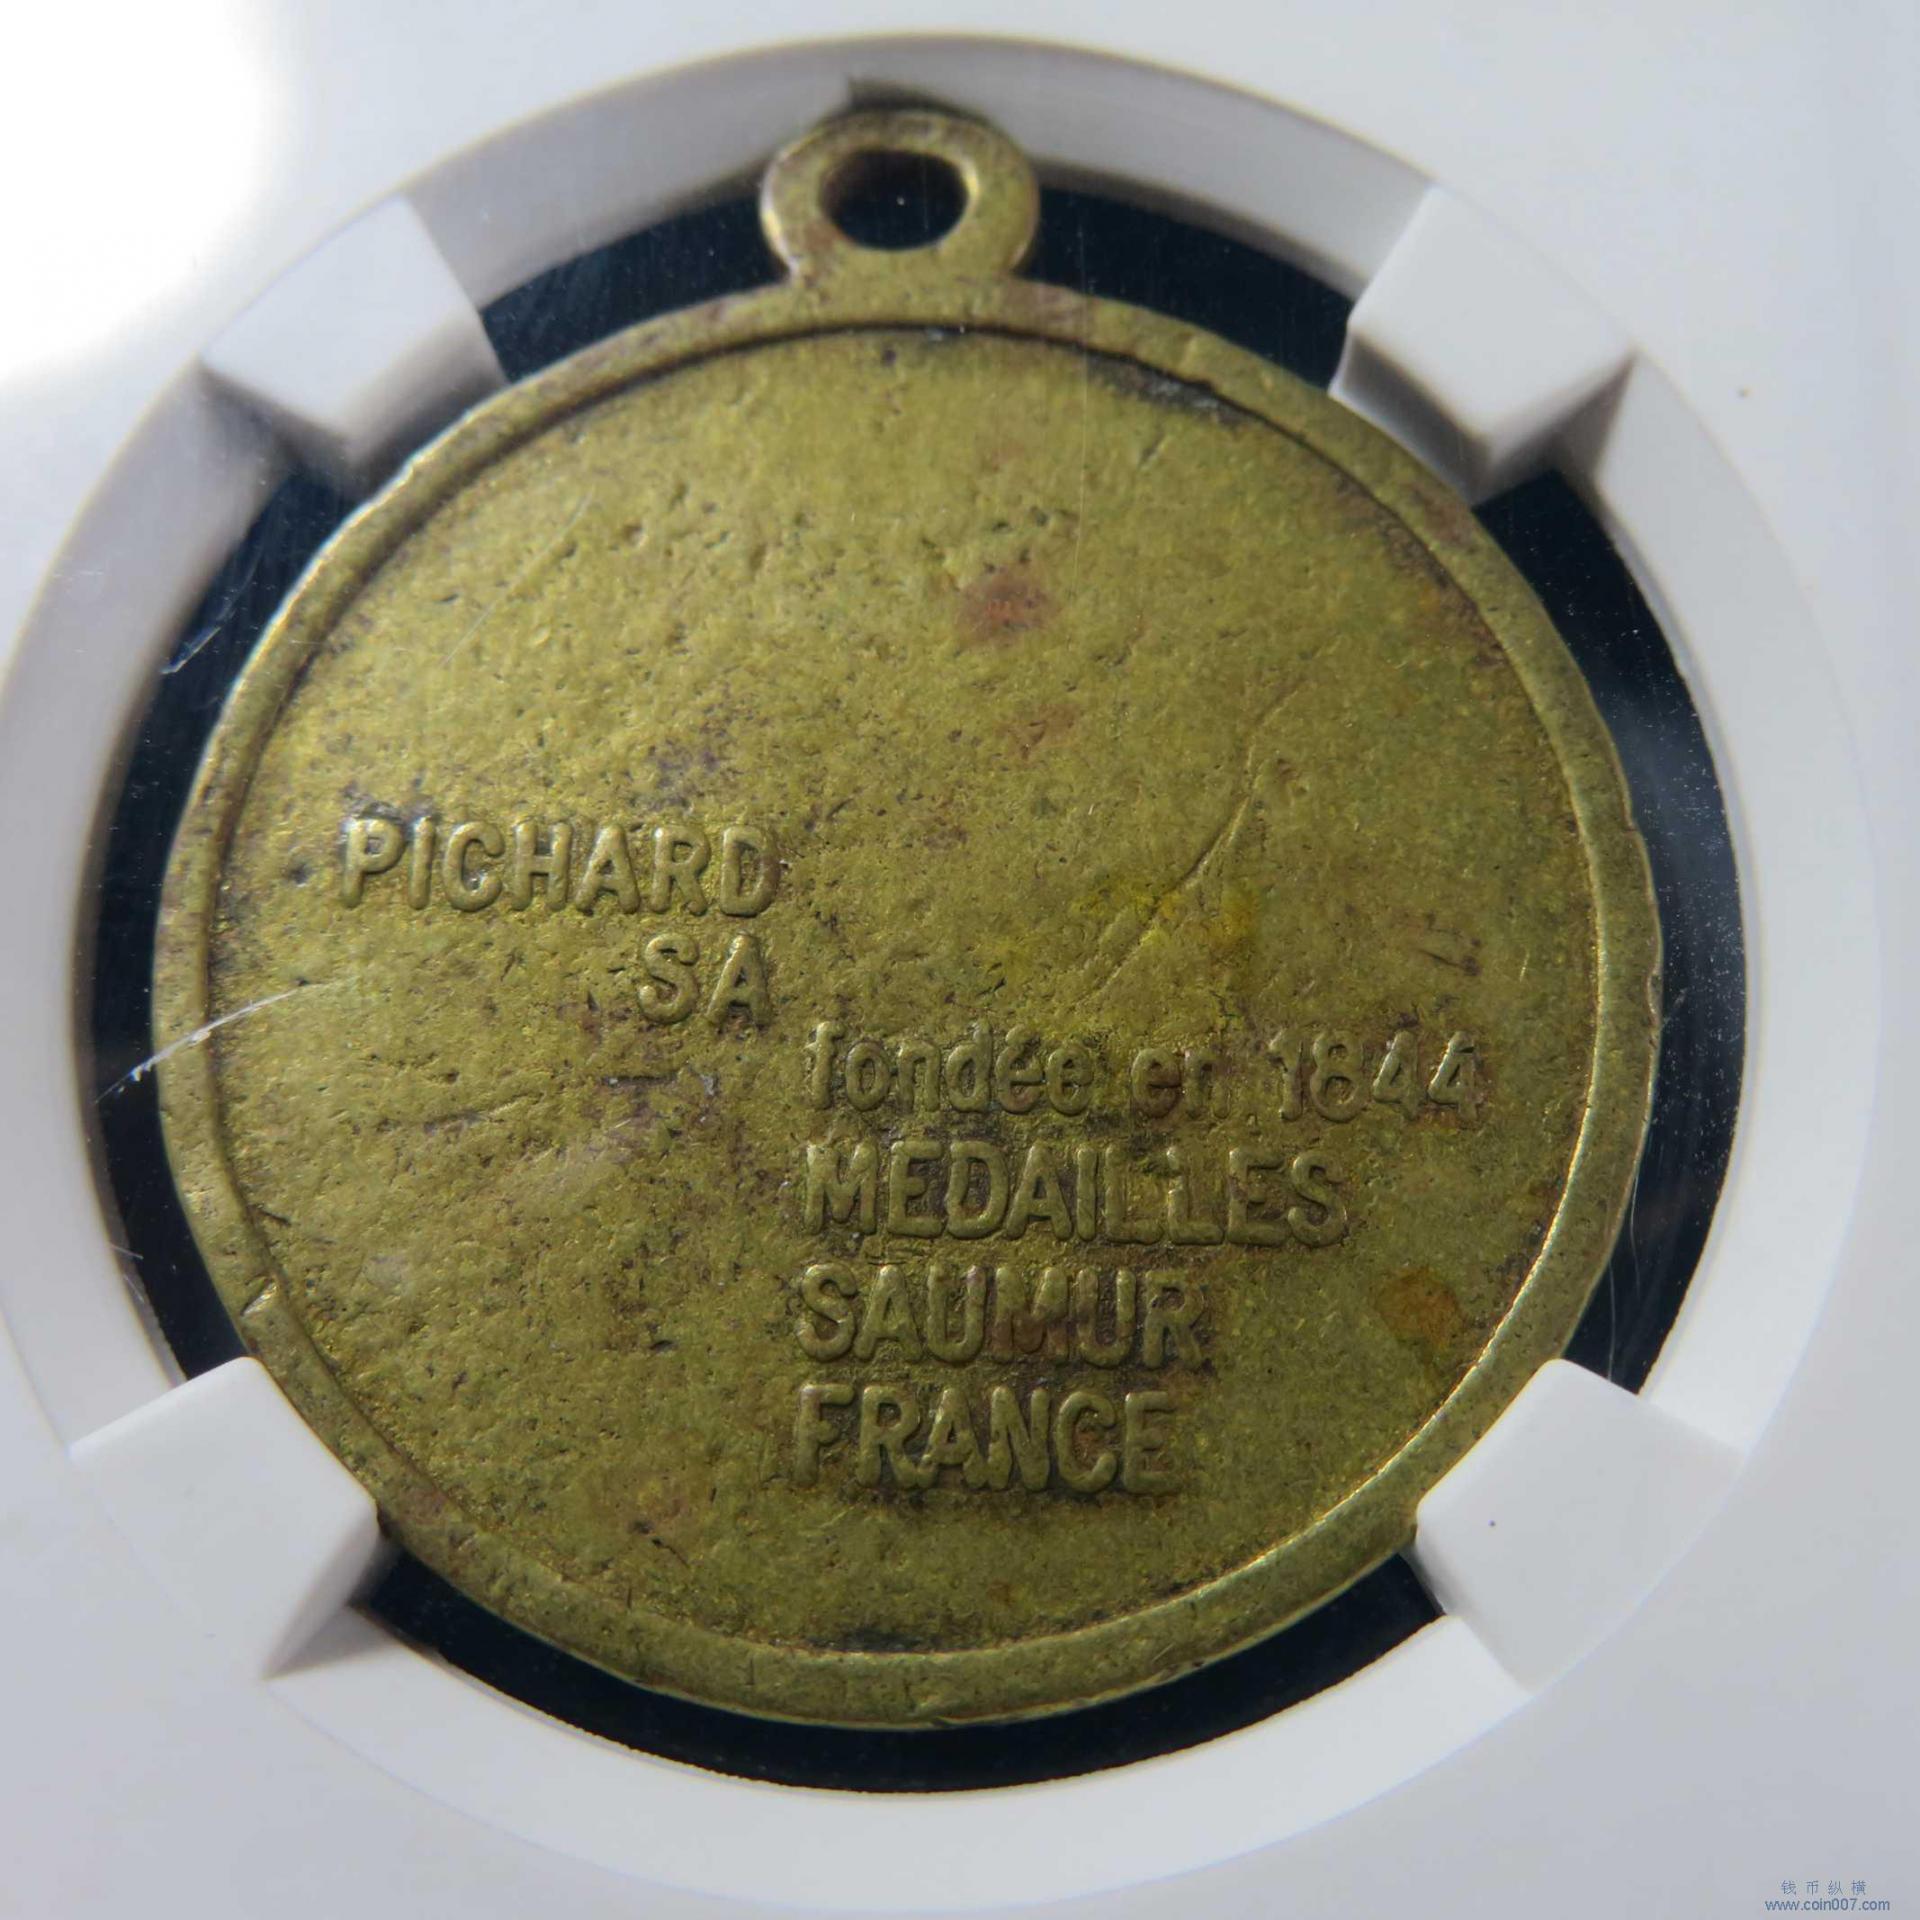 PICHARD
SA
fondée en 1844
MEDAILLES
SAUMUR
FRANCE
钱币纵横
www.coin007.com